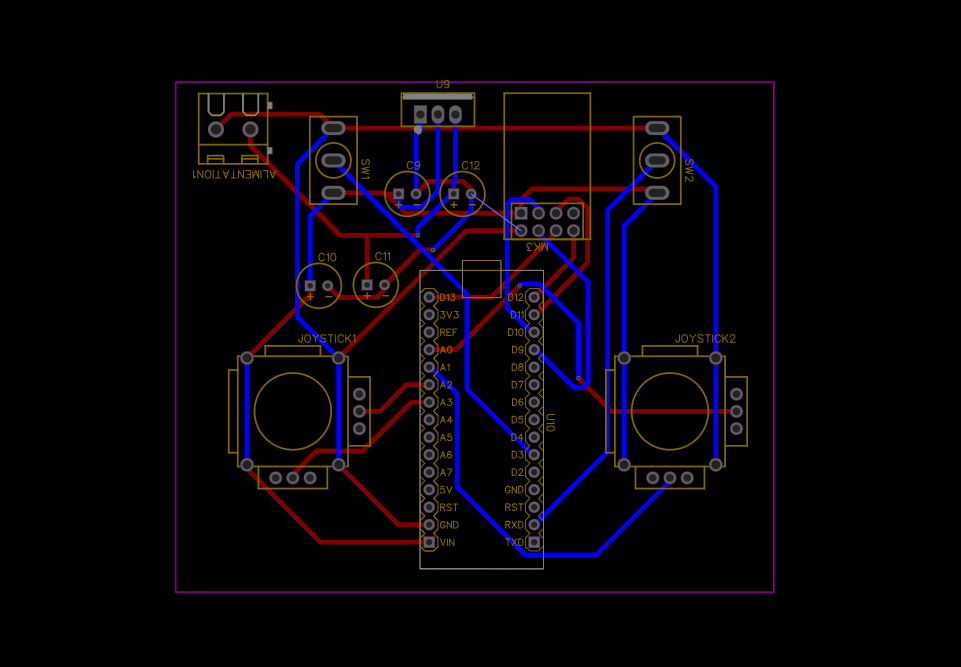 U9
C9
C12
SW1
SW2
ALIMENTATION1
+
−
+
−
MK3
C10
C11
+
−
+
−
D13
D12
3V3
D11
REF
D10
JOYSTICK1
JOYSTICK2
A0
D9
A1
D8
A2
D7
A3
D6
A4
D5
U10
A5
D4
A6
D3
A7
D2
5V
GND
RST
RST
GND
RXD
VIN
TXD